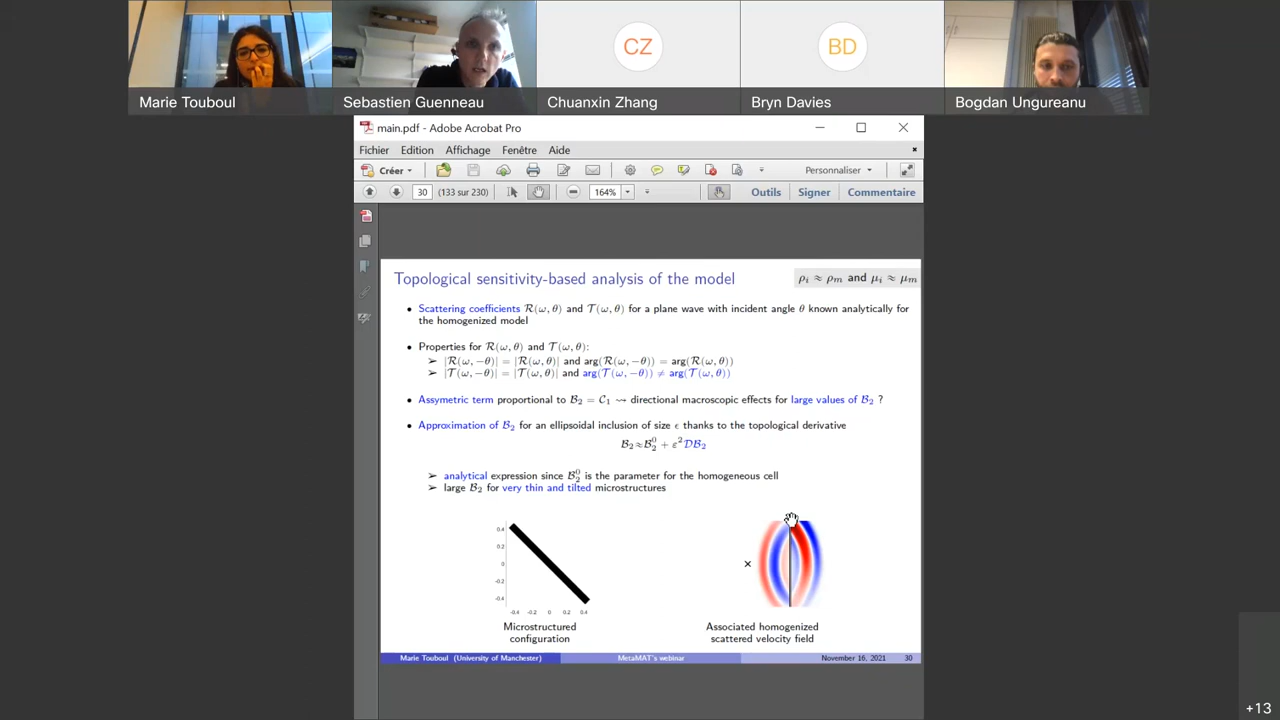 CZ
BD
Marie Touboul
Sebastien Guenneau
Chuanxin Zhang
Bryn Davies
Bogdan Ungureanu
main.pdf - Adobe Acrobat Pro
Fichier Edition Affichage Fenêtre Aide
Créer
Personnaliser
30 (133 sur 230) 164% Outils Signer Commentaire
Topological sensitivity-based analysis of the model
ρᵢ ≈ ρₘ and μᵢ ≈ μₘ
• Scattering coefficients R(ω, θ) and T(ω, θ) for a plane wave with incident angle θ known analytically for
the homogenized model
• Properties for R(ω, θ) and T(ω, θ):
➢ |R(ω, −θ)| = |R(ω, θ)| and arg(R(ω, −θ)) = arg(R(ω, θ))
➢ |T(ω, −θ)| = |T(ω, θ)| and arg(T(ω, −θ)) ≠ arg(T(ω, θ))
• Assymetric term proportional to B₂ = C₁ ⇝ directional macroscopic effects for large values of B₂ ?
• Approximation of B₂ for an ellipsoidal inclusion of size ϵ thanks to the topological derivative
B₂ ≈ B₂⁰ + ε²DB₂
➢ analytical expression since B₂⁰ is the parameter for the homogeneous cell
➢ large B₂ for very thin and tilted microstructures
0.4
0.2
0
-0.2
-0.4
-0.4 -0.2 0 0.2 0.4
×
Microstructured
configuration
Associated homogenized
scattered velocity field
Marie Touboul (University of Manchester) MetaMAT's webinar November 16, 2021 30
+13